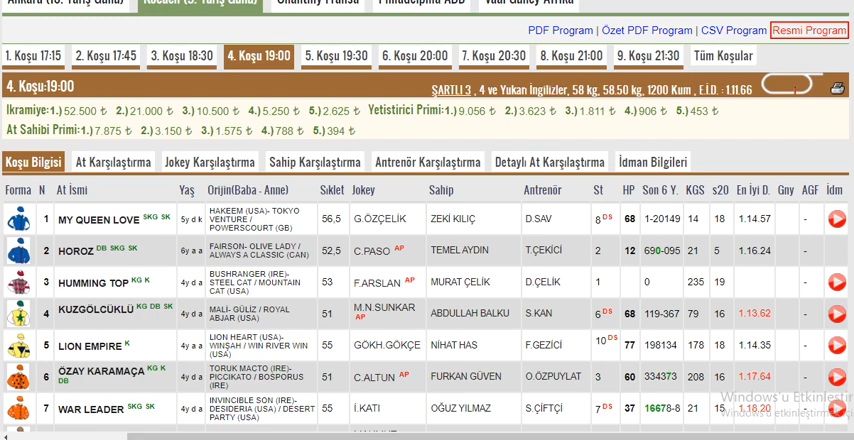 Ankara (10. Yarış Günü) Kocaeli (3. Yarış Günü) Chantilly Fransa Philadelphia ABD Vaal Güney Afrika
PDF Program | Özet PDF Program | CSV Program Resmi Program
1. Koşu 17:15 2. Koşu 17:45 3. Koşu 18:30 4. Koşu 19:00 5. Koşu 19:30 6. Koşu 20:00 7. Koşu 20:30 8. Koşu 21:00 9. Koşu 21:30 Tüm Koşular
4. Koşu:19:00 ŞARTLI 3 , 4 ve Yukarı İngilizler, 58 kg, 58.50 kg, 1200 Kum , E.İ.D. : 1.11.66
Ikramiye:1.) 52.500 ₺ 2.) 21.000 ₺ 3.) 10.500 ₺ 4.) 5.250 ₺ 5.) 2.625 ₺ Yetistirici Primi:1.) 9.056 ₺ 2.) 3.623 ₺ 3.) 1.811 ₺ 4.) 906 ₺ 5.) 453 ₺
At Sahibi Primi:1.) 7.875 ₺ 2.) 3.150 ₺ 3.) 1.575 ₺ 4.) 788 ₺ 5.) 394 ₺
Koşu Bilgisi At Karşılaştırma Jokey Karşılaştırma Sahip Karşılaştırma Antrenör Karşılaştırma Detaylı At Karşılaştırma İdman Bilgileri
Forma N At İsmi Yaş Orijin(Baba - Anne) Sıklet Jokey Sahip Antrenör St HP Son 6 Y. KGS s20 En İyi D. Gny AGF İdm
1 MY QUEEN LOVE SKG SK 5y d k HAKEEM (USA)- TOKYO VENTURE / POWERSCOURT (GB) 56,5 G.ÖZÇELİK ZEKİ KILIÇ D.SAV 8 DS 68 1-20149 14 18 1.14.57 -
2 HOROZ DB SKG SK 6y a a FAIRSON- OLIVE LADY / ALWAYS A CLASSIC (CAN) 52,5 C.PASO AP TEMEL AYDIN T.ÇEKİCİ 2 12 690-095 21 5 1.16.24 -
3 HUMMING TOP KG K 4y d a BUSHRANGER (IRE)- STEEL CAT / MOUNTAIN CAT (USA) 53 F.ARSLAN AP MURAT ÇELİK D.ÇELİK 1 0 235 19 -
4 KUZGÖLCÜKLÜ KG DB SK 4y d a MALI- GÜLİZ / ROYAL ABJAR (USA) 51 M.N.SUNKAR AP ABDULLAH BALKU S.KAN 6 DS 68 119-367 79 16 1.13.62 -
5 LION EMPIRE K 4y a a LION HEART (USA)- WINŞAH / WIN RIVER WIN (USA) 55 GÖKH.GÖKÇE NİHAT HAS F.GEZİCİ 10 DS 77 198134 178 18 1.14.35 -
6 ÖZAY KARAMAÇA KG K DB 4y d a TORUK MACTO (IRE)- PICCIKATO / BOSPORUS (IRE) 51 C.ALTUN AP FURKAN GÜVEN O.ÖZPUYLAT 3 60 334373 208 16 1.17.64 -
7 WAR LEADER SKG SK 4y a a INVINCIBLE SON (IRE)- DESIDERIA (USA) / DESERT PARTY (USA) 55 İ.KATI OĞUZ YILMAZ S.ÇİFTÇİ 7 DS 37 16678-8 21 15 1.18.20 -
Windows'u Etkinleştir
Windows'u etkinleştirmek